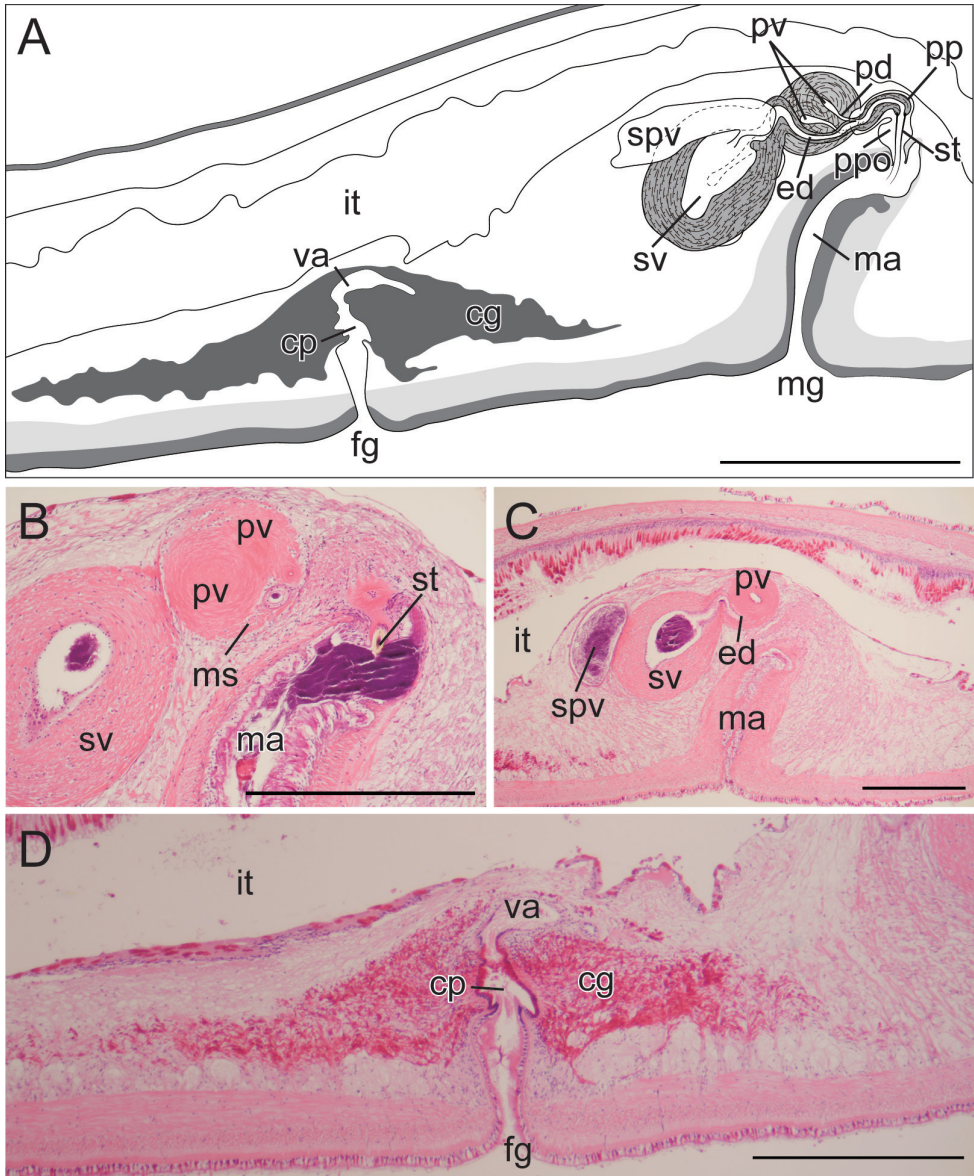 A
pv
pd
pp
spv
ppo
st
ed
it
sv
va
ma
cg
cp
mg
fg
B
pv
pv
st
ms
sv
ma
C
pv
it
ed
spv
sv
ma
D
it
va
cp
cg
fg